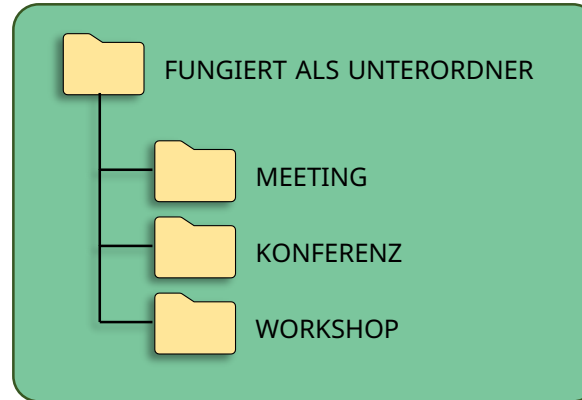 FUNGIERT ALS UNTERORDNER
MEETING
KONFERENZ
WORKSHOP